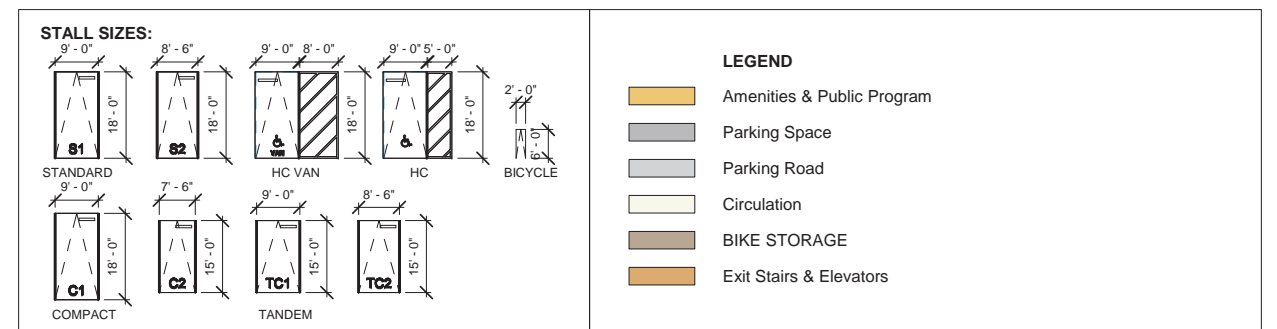 STALL SIZES:
9' - 0" 8' - 6" 9' - 0" 8' - 0" 9' - 0" 5' - 0"
2' - 0"
18' - 0" 18' - 0" 18' - 0" 18' - 0" 6' - 0"
S1 S2 VAN
STANDARD HC VAN HC BICYCLE
9' - 0" 7' - 6" 9' - 0" 8' - 6"
18' - 0" 15' - 0" 15' - 0" 15' - 0"
C1 C2 TC1 TC2
COMPACT TANDEM
LEGEND
Amenities & Public Program
Parking Space
Parking Road
Circulation
BIKE STORAGE
Exit Stairs & Elevators